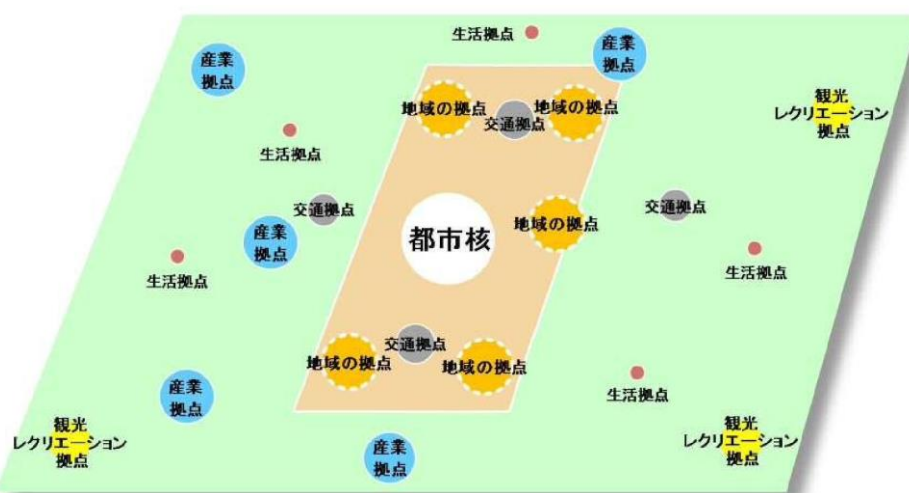 生活拠点
産業
拠点
産業
拠点
地域の拠点
地域の拠点
交通拠点
観光
レクリエーション
拠点
生活拠点
交通拠点
交通拠点
産業
拠点
都市核
地域の拠点
生活拠点
生活拠点
交通拠点
地域の拠点
地域の拠点
産業
拠点
生活拠点
観光
レクリエーション
拠点
産業
拠点
観光
レクリエーション
拠点